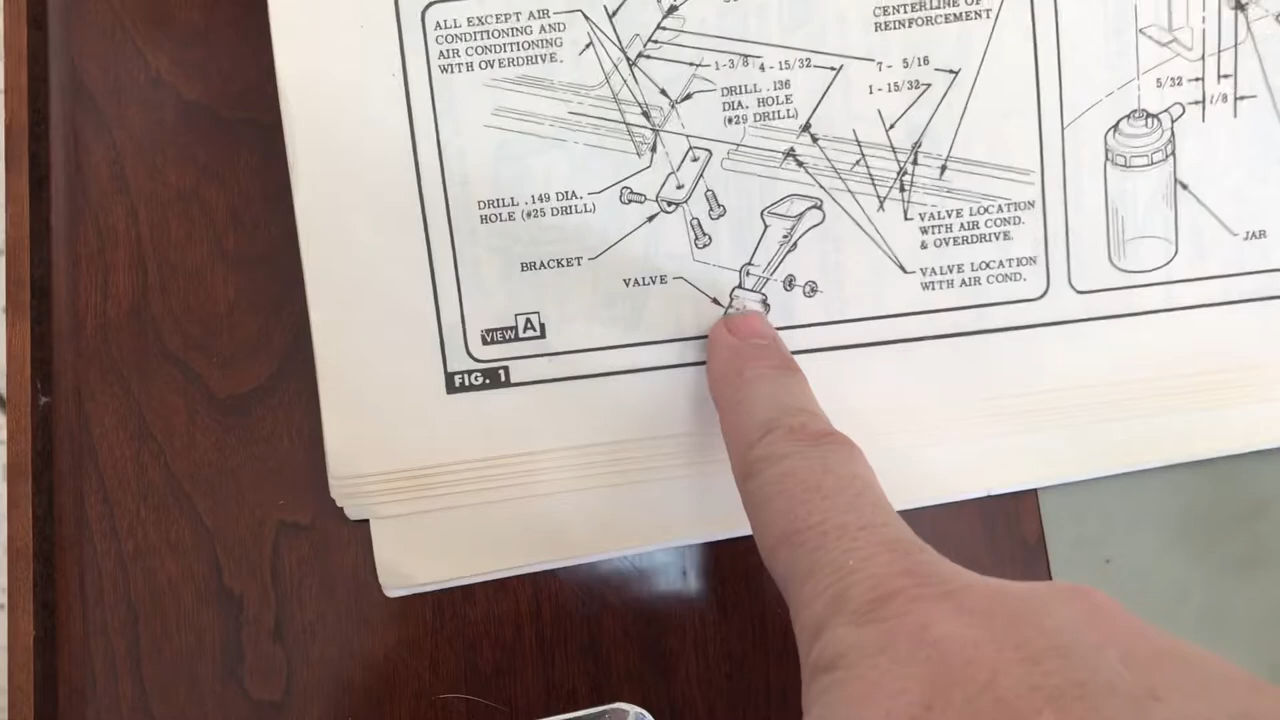 ALL EXCEPT AIR
CONDITIONING AND
AIR CONDITIONING
WITH OVERDRIVE.
CENTERLINE OF
REINFORCEMENT
1-3/8
4-15/32
7- 5/16
1-15/32
DRILL .136
DIA. HOLE
(#29 DRILL)
5/32
1/8
DRILL .149 DIA.
HOLE (#25 DRILL)
BRACKET
VALVE
VALVE LOCATION
WITH AIR COND.
& OVERDRIVE.
VALVE LOCATION
WITH AIR COND.
JAR
VIEW A
FIG. 1